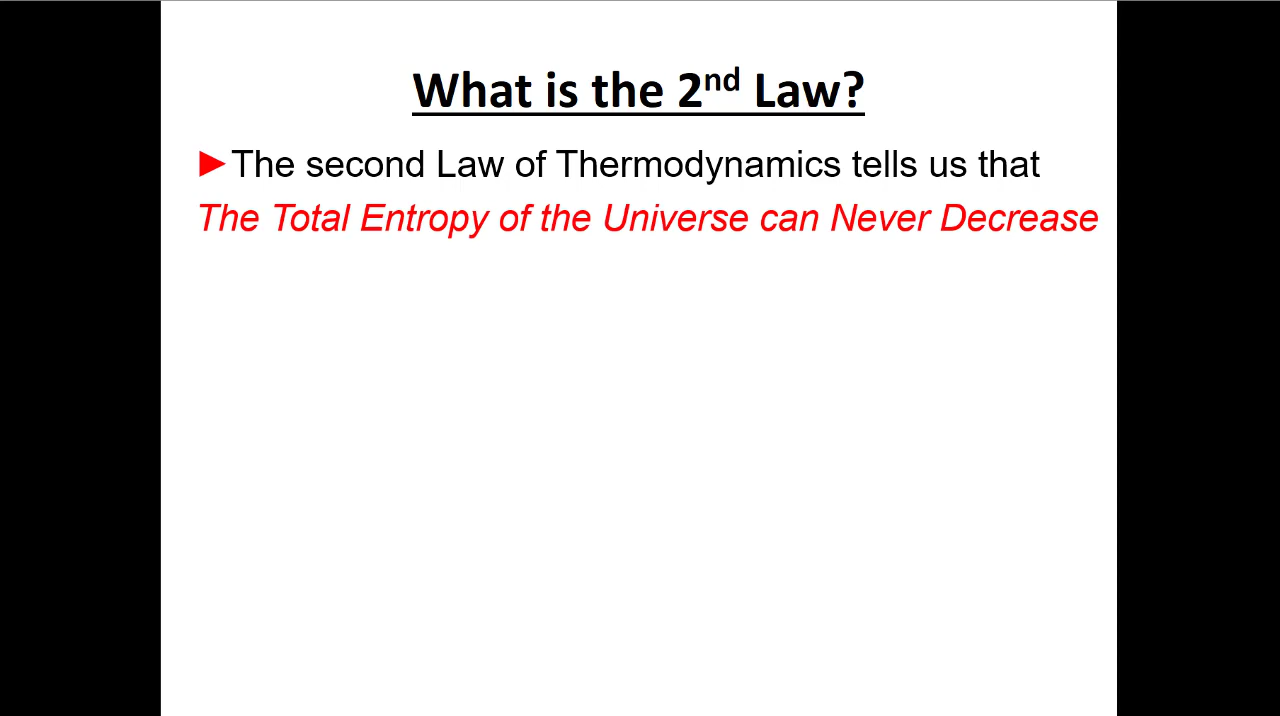 What is the 2nd Law?
►The second Law of Thermodynamics tells us that
The Total Entropy of the Universe can Never Decrease